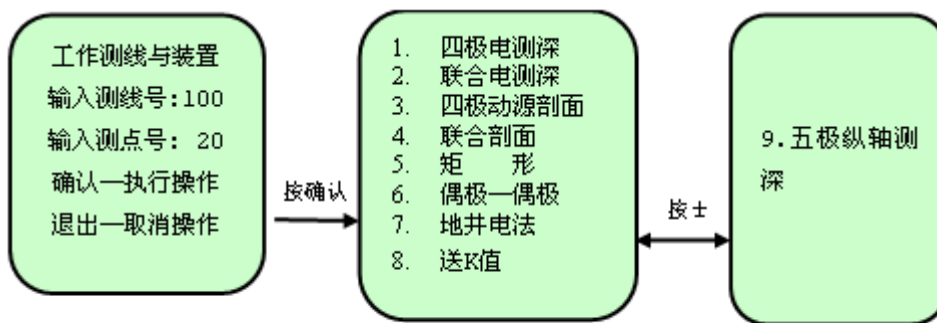 工作测线与装置
输入测线号:100
输入测点号: 20
确认—执行操作
退出—取消操作
按确认
1. 四极电测深
2. 联合电测深
3. 四极动源剖面
4. 联合剖面
5. 矩 形
6. 偶极—偶极
7. 地井电法
8. 送K值
按±
9.五极纵轴测
深